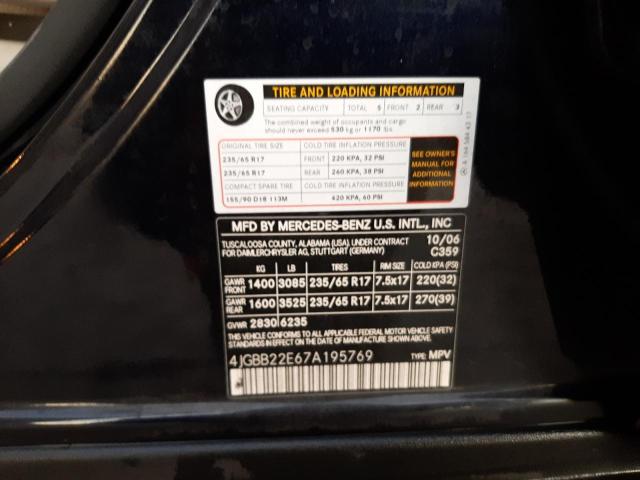 TIRE AND LOADING INFORMATION
SEATING CAPACITY TOTAL 5 FRONT 2 REAR 3
The combined weight of occupants and cargo
should never exceed 530 kg or 1170 lbs.
ORIGINAL TIRE SIZE COLD TIRE INFLATION PRESSURE
235/65 R17 FRONT 220 KPA, 32 PSI
235/65 R17 REAR 260 KPA, 38 PSI
COMPACT SPARE TIRE COLD TIRE INFLATION PRESSURE
155/90 D18 113M 420 KPA, 60 PSI
SEE OWNER'S
MANUAL FOR
ADDITIONAL
INFORMATION
MFD BY MERCEDES-BENZ U.S. INTL., INC
TUSCALOOSA COUNTY, ALABAMA (USA), UNDER CONTRACT 10/06
FOR DAIMLERCHRYSLER AG, STUTTGART (GERMANY) C359
KG LB TIRES RIM SIZE COLD KPA (PSI)
GAWR FRONT 1400 3085 235/65 R17 7.5x17 220(32)
GAWR REAR 1600 3525 235/65 R17 7.5x17 270(39)
GVWR 2830 6235
THIS VEHICLE CONFORMS TO ALL APPLICABLE FEDERAL MOTOR VEHICLE SAFETY
STANDARDS IN EFFECT ON THE DATE OF MANUFACTURE SHOWN ABOVE.
4JGBB22E67A195769 TYPE: MPV